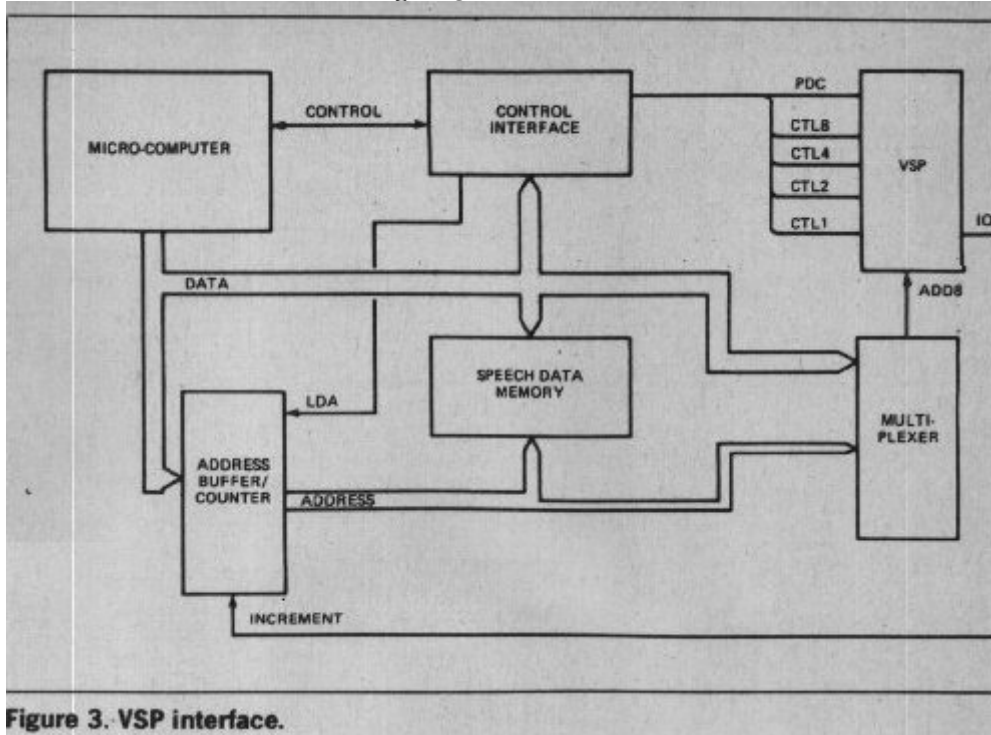 MICRO-COMPUTER
CONTROL
CONTROL
INTERFACE
PDC
CTL8
CTL4
CTL2
CTL1
VSP
DATA
ADD8
SPEECH DATA
MEMORY
LDA
MULTI-
PLEXER
ADDRESS
BUFFER/
COUNTER
ADDRESS
INCREMENT
Figure 3. VSP interface.